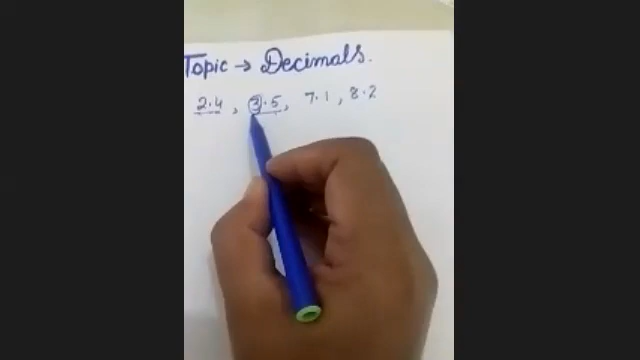 Topic → Decimals.
2.4, 3.5, 7.1, 8.2